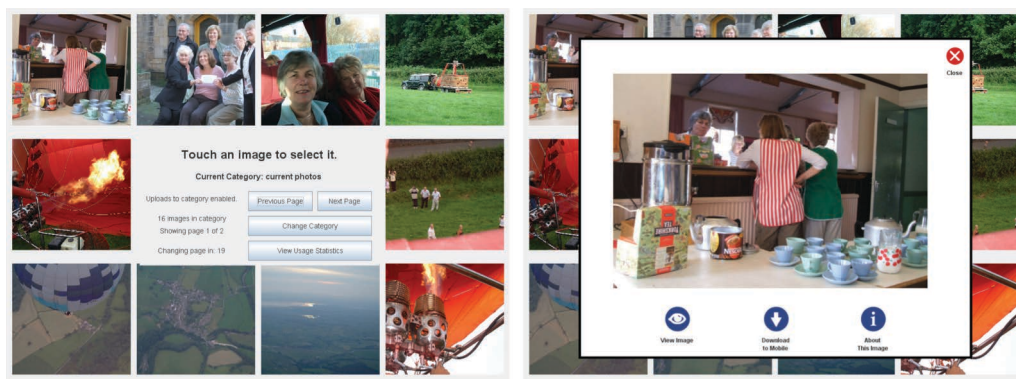 Touch an image to select it.
Current Category: current photos
Uploads to category enabled.
Previous Page
Next Page
16 images in category
Showing page 1 of 2
Change Category
Changing page in: 19
View Usage Statistics
Close
YORKSHIRE
TEA
View Image
Download
to Mobile
About
This Image